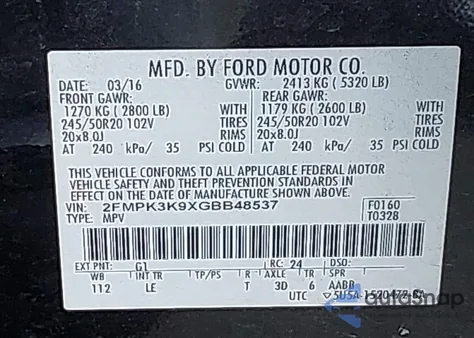 MFD. BY FORD MOTOR CO.
DATE: 03/16 GVWR: 2413 KG ( 5320 LB)
FRONT GAWR: REAR GAWR:
1270 KG ( 2800 LB) WITH 1179 KG ( 2600 LB) WITH
245/50R20 102V TIRES 245/50R20 102V TIRES
20x8.0J RIMS 20x8.0J RIMS
AT 240 kPa/ 35 PSI COLD AT 240 kPa/ 35 PSI COLD
THIS VEHICLE CONFORMS TO ALL APPLICABLE FEDERAL MOTOR
VEHICLE SAFETY AND BUMPER AND THEFT PREVENTION STANDARDS IN
EFFECT ON THE DATE OF MANUFACTURE SHOWN ABOVE.
VIN: 2FMPK3K9XGBB48537 F0160
TYPE: MPV T0328
EXT PNT: G1 RC: 24 DSO:
WB INT TR TP/PS R AXLE TR SPR
112 LE T 3D 6 AABB
UTC